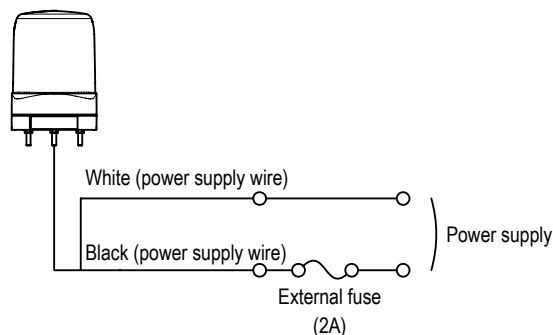 White (power supply wire)
Black (power supply wire)
Power supply
External fuse
(2A)